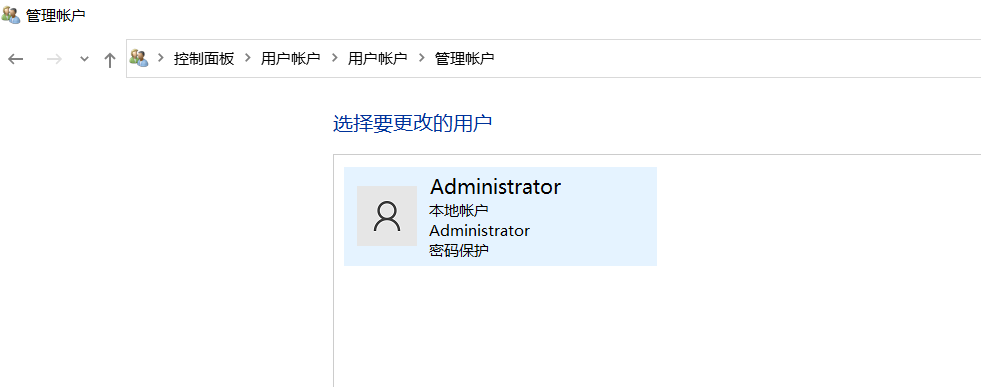 管理帐户
控制面板 > 用户帐户 > 用户帐户 > 管理帐户
选择要更改的用户
Administrator
本地帐户
Administrator
密码保护